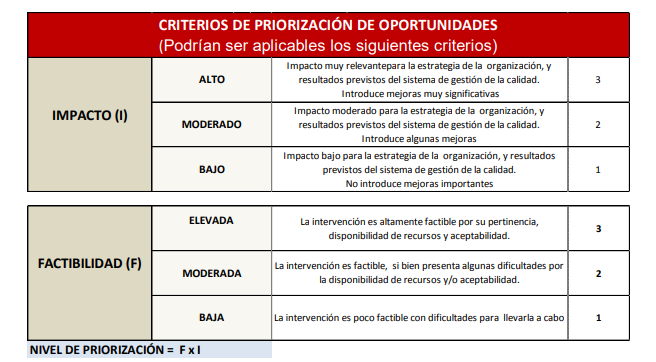 CRITERIOS DE PRIORIZACIÓN DE OPORTUNIDADES
(Podrían ser aplicables los siguientes criterios)
IMPACTO (I)
ALTO
Impacto muy relevantepara la estrategia de la organización, y
resultados previstos del sistema de gestión de la calidad.
Introduce mejoras muy significativas
3
MODERADO
Impacto moderado para la estrategia de la organización, y
resultados previstos del sistema de gestión de la calidad.
Introduce algunas mejoras
2
BAJO
Impacto bajo para la estrategia de la organización, y resultados
previstos del sistema de gestión de la calidad.
No introduce mejoras importantes
1
FACTIBILIDAD (F)
ELEVADA
La intervención es altamente factible por su pertinencia,
disponibilidad de recursos y aceptabilidad.
3
MODERADA
La intervención es factible, si bien presenta algunas dificultades por
la disponibilidad de recursos y/o aceptabilidad.
2
BAJA
La intervención es poco factible con dificultades para llevarla a cabo
1
NIVEL DE PRIORIZACIÓN = F x I